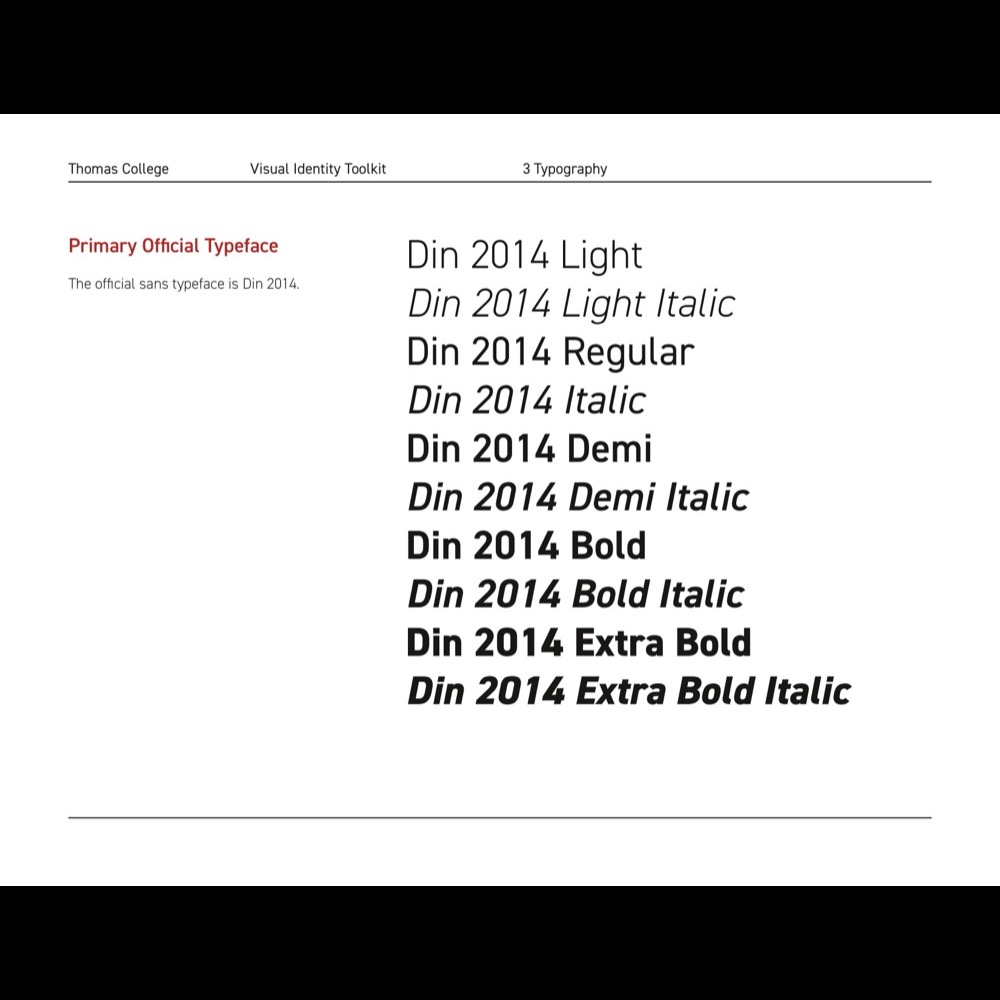 Thomas College Visual Identity Toolkit 3 Typography
Primary Official Typeface
The official sans typeface is Din 2014.
Din 2014 Light
Din 2014 Light Italic
Din 2014 Regular
Din 2014 Italic
Din 2014 Demi
Din 2014 Demi Italic
Din 2014 Bold
Din 2014 Bold Italic
Din 2014 Extra Bold
Din 2014 Extra Bold Italic